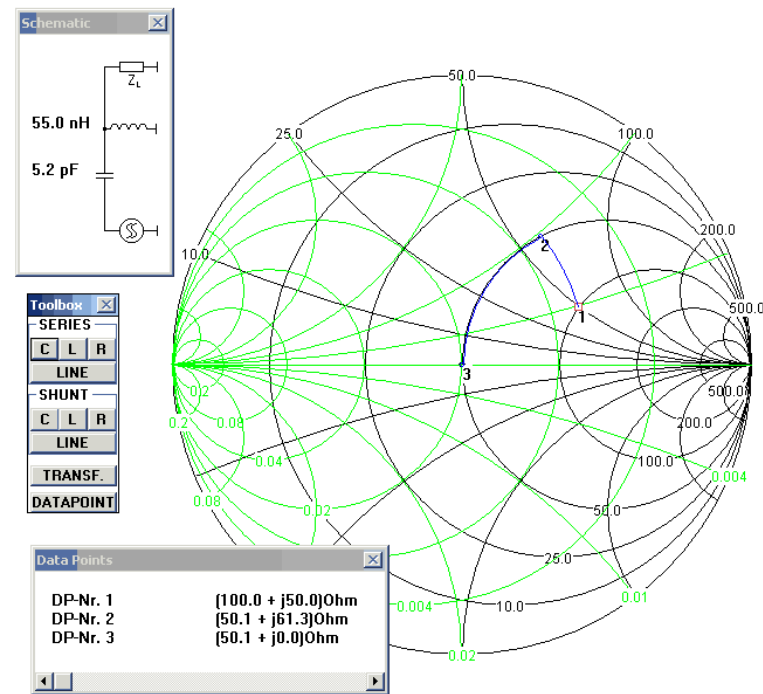 Schematic
Z_L
55.0 nH
5.2 pF
Toolbox
SERIES
C L R
LINE
SHUNT
C L R
LINE
TRANSF.
DATAPOINT
50.0
25.0
100.0
10.0
200.0
500.0
2
1
3
0.2
0.2
0.08
0.08
0.04
0.02
500.0
200.0
100.0
0.004
50.0
25.0
0.01
0.004
10.0
0.02
Data Points
DP-Nr. 1 (100.0 + j50.0)Ohm
DP-Nr. 2 (50.1 + j61.3)Ohm
DP-Nr. 3 (50.1 + j0.0)Ohm